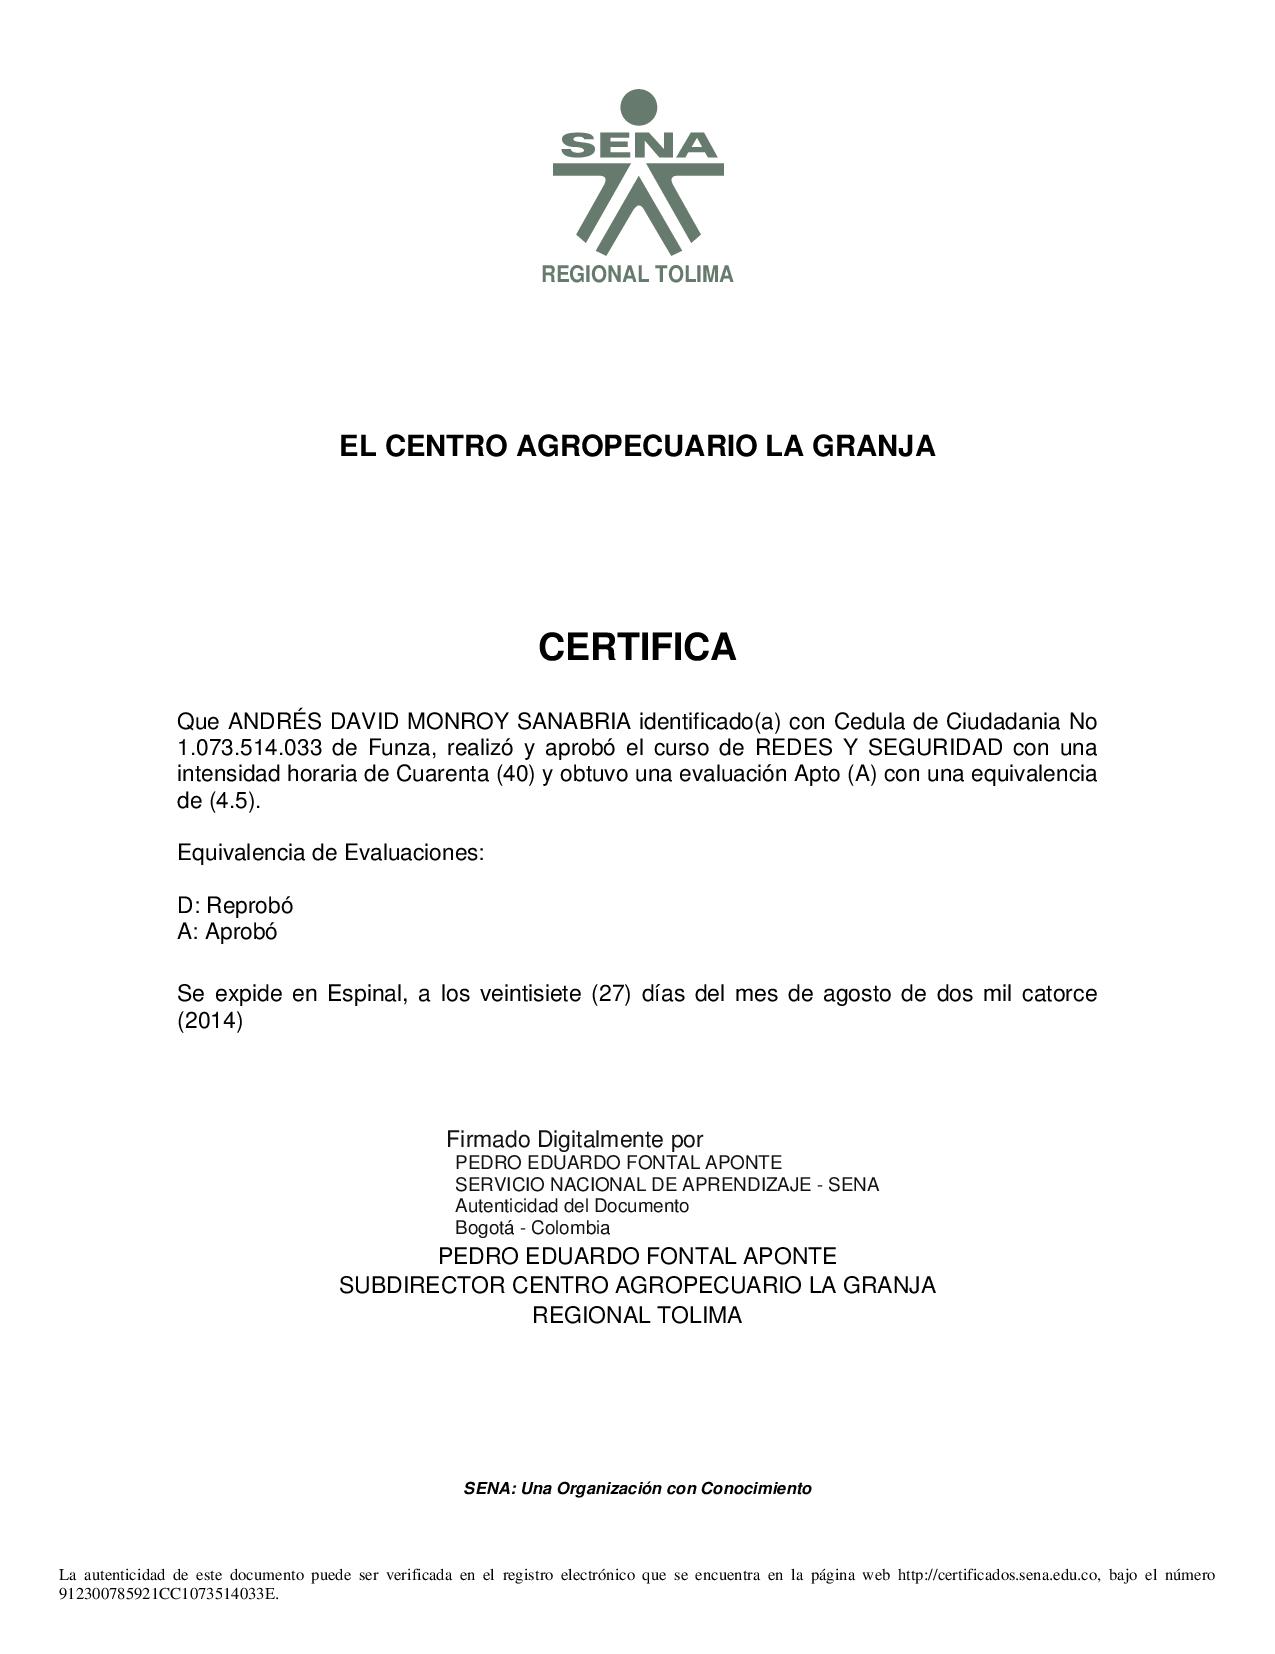 SENA
REGIONAL TOLIMA
EL CENTRO AGROPECUARIO LA GRANJA
CERTIFICA
Que ANDRÉS DAVID MONROY SANABRIA identificado(a) con Cedula de Ciudadania No
1.073.514.033 de Funza, realizó y aprobó el curso de REDES Y SEGURIDAD con una
intensidad horaria de Cuarenta (40) y obtuvo una evaluación Apto (A) con una equivalencia
de (4.5).
Equivalencia de Evaluaciones:
D: Reprobó
A: Aprobó
Se expide en Espinal, a los veintisiete (27) días del mes de agosto de dos mil catorce
(2014)
Firmado Digitalmente por
PEDRO EDUARDO FONTAL APONTE
SERVICIO NACIONAL DE APRENDIZAJE - SENA
Autenticidad del Documento
Bogotá - Colombia
PEDRO EDUARDO FONTAL APONTE
SUBDIRECTOR CENTRO AGROPECUARIO LA GRANJA
REGIONAL TOLIMA
SENA: Una Organización con Conocimiento
La autenticidad de este documento puede ser verificada en el registro electrónico que se encuentra en la página web http://certificados.sena.edu.co, bajo el número
912300785921CC1073514033E.